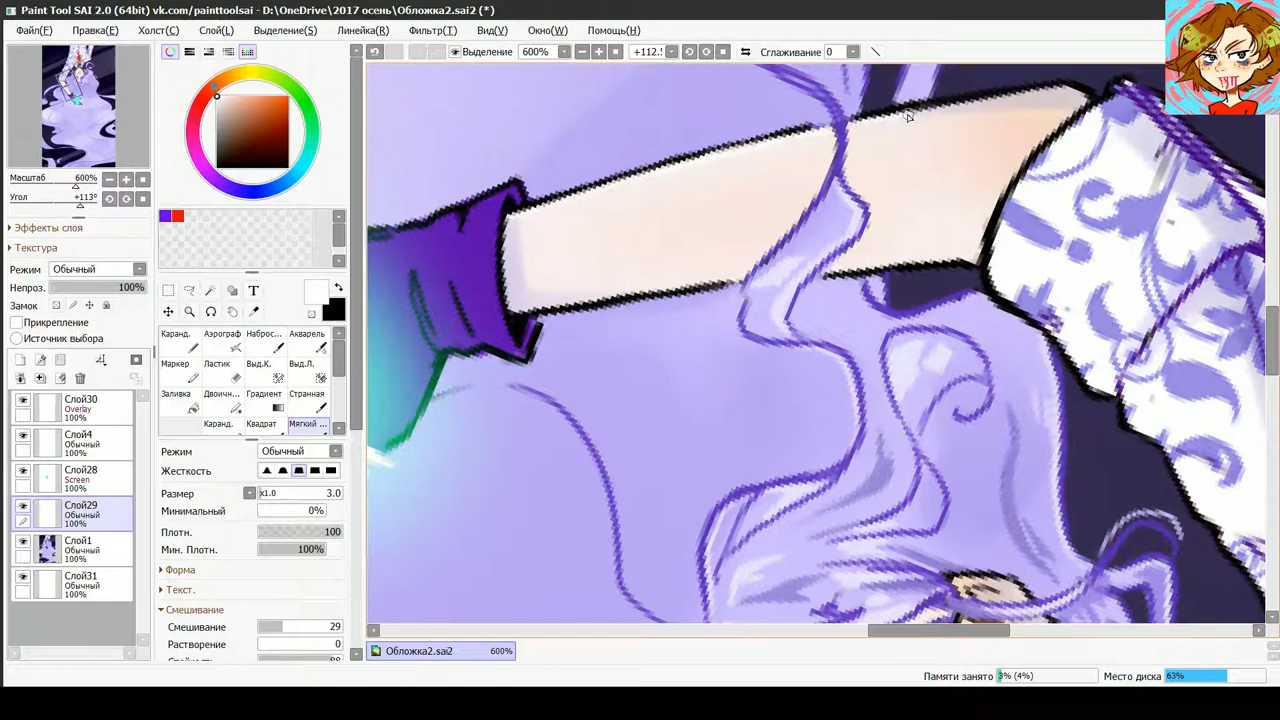 Paint Tool SAI 2.0 (64bit) vk.com/painttoolsai - D:\OneDrive\2017 осень\Обложка2.sai2 (*)
Файл(F) Правка(E) Холст(C) Слой(L) Выделение(S) Линейка(R) Фильтр(T) Вид(V) Окно(W) Помощь(H)
Выделение 600% Сглаживание 0
Масштаб 600%
Угол +113°
Эффекты слоя
Текстура
Режим Обычный
Непроз. 100%
Замок
Прикрепление
Источник выбора
Слой30
Overlay
100%
Слой4
Обычный
100%
Слой28
Screen
100%
Слой29
Обычный
100%
Слой1
Обычный
100%
Слой31
Обычный
100%
T
Каранд. Аэрограф Наброс... Акварель
Маркер Ластик Выд.К. Выд.Л.
Заливка Двоичн... Градиент Странная
Каранд. Квадрат Мягкий ...
Режим Обычный
Жесткость
Размер x1.0 3.0
Минимальный 0%
Плотн. 100
Мин. Плотн. 100%
Форма
Текст.
Смешивание
Смешивание 29
Растворение 0
Обложка2.sai2 600%
Памяти занято 3% (4%) Место диска 63%